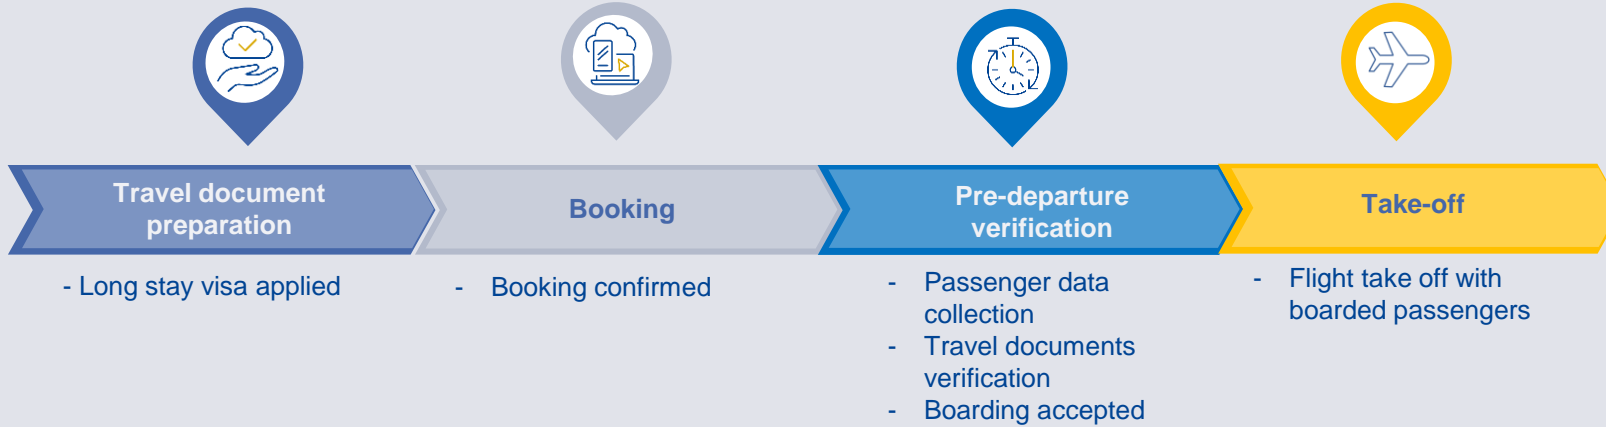 Travel document
preparation
Booking
Pre-departure
verification
Take-off
- Long stay visa applied
- Booking confirmed
- Passenger data
collection
- Travel documents
verification
- Boarding accepted
- Flight take off with
boarded passengers